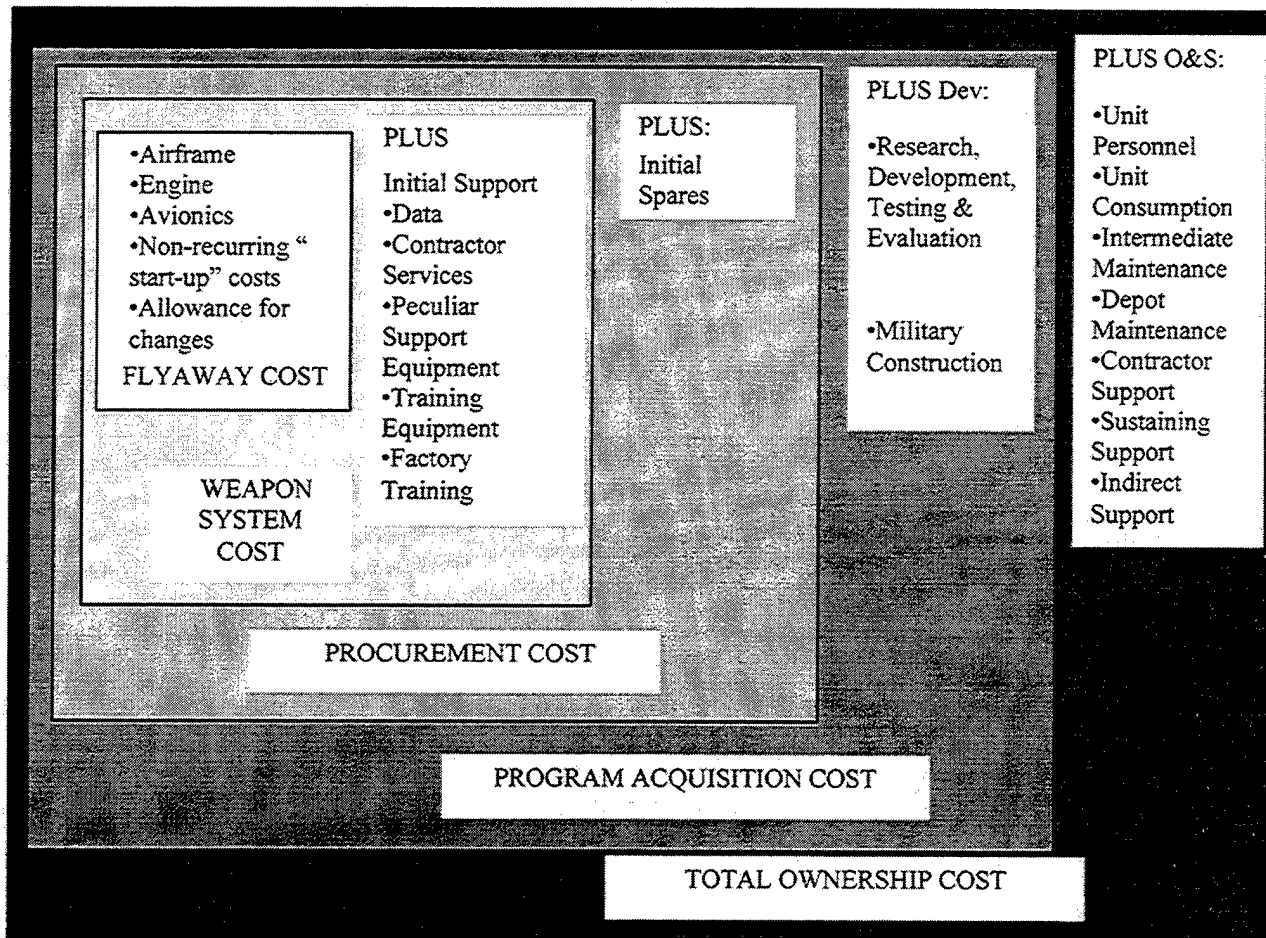 •Airframe
•Engine
•Avionics
•Non-recurring “
start-up” costs
•Allowance for
changes
FLYAWAY COST
PLUS
Initial Support
•Data
•Contractor
Services
•Peculiar
Support
Equipment
•Training
Equipment
•Factory
Training
WEAPON
SYSTEM
COST
PLUS:
Initial
Spares
PROCUREMENT COST
PLUS Dev:
•Research,
Development,
Testing &
Evaluation
•Military
Construction
PROGRAM ACQUISITION COST
PLUS O&S:
•Unit
Personnel
•Unit
Consumption
•Intermediate
Maintenance
•Depot
Maintenance
•Contractor
Support
•Sustaining
Support
•Indirect
Support
TOTAL OWNERSHIP COST